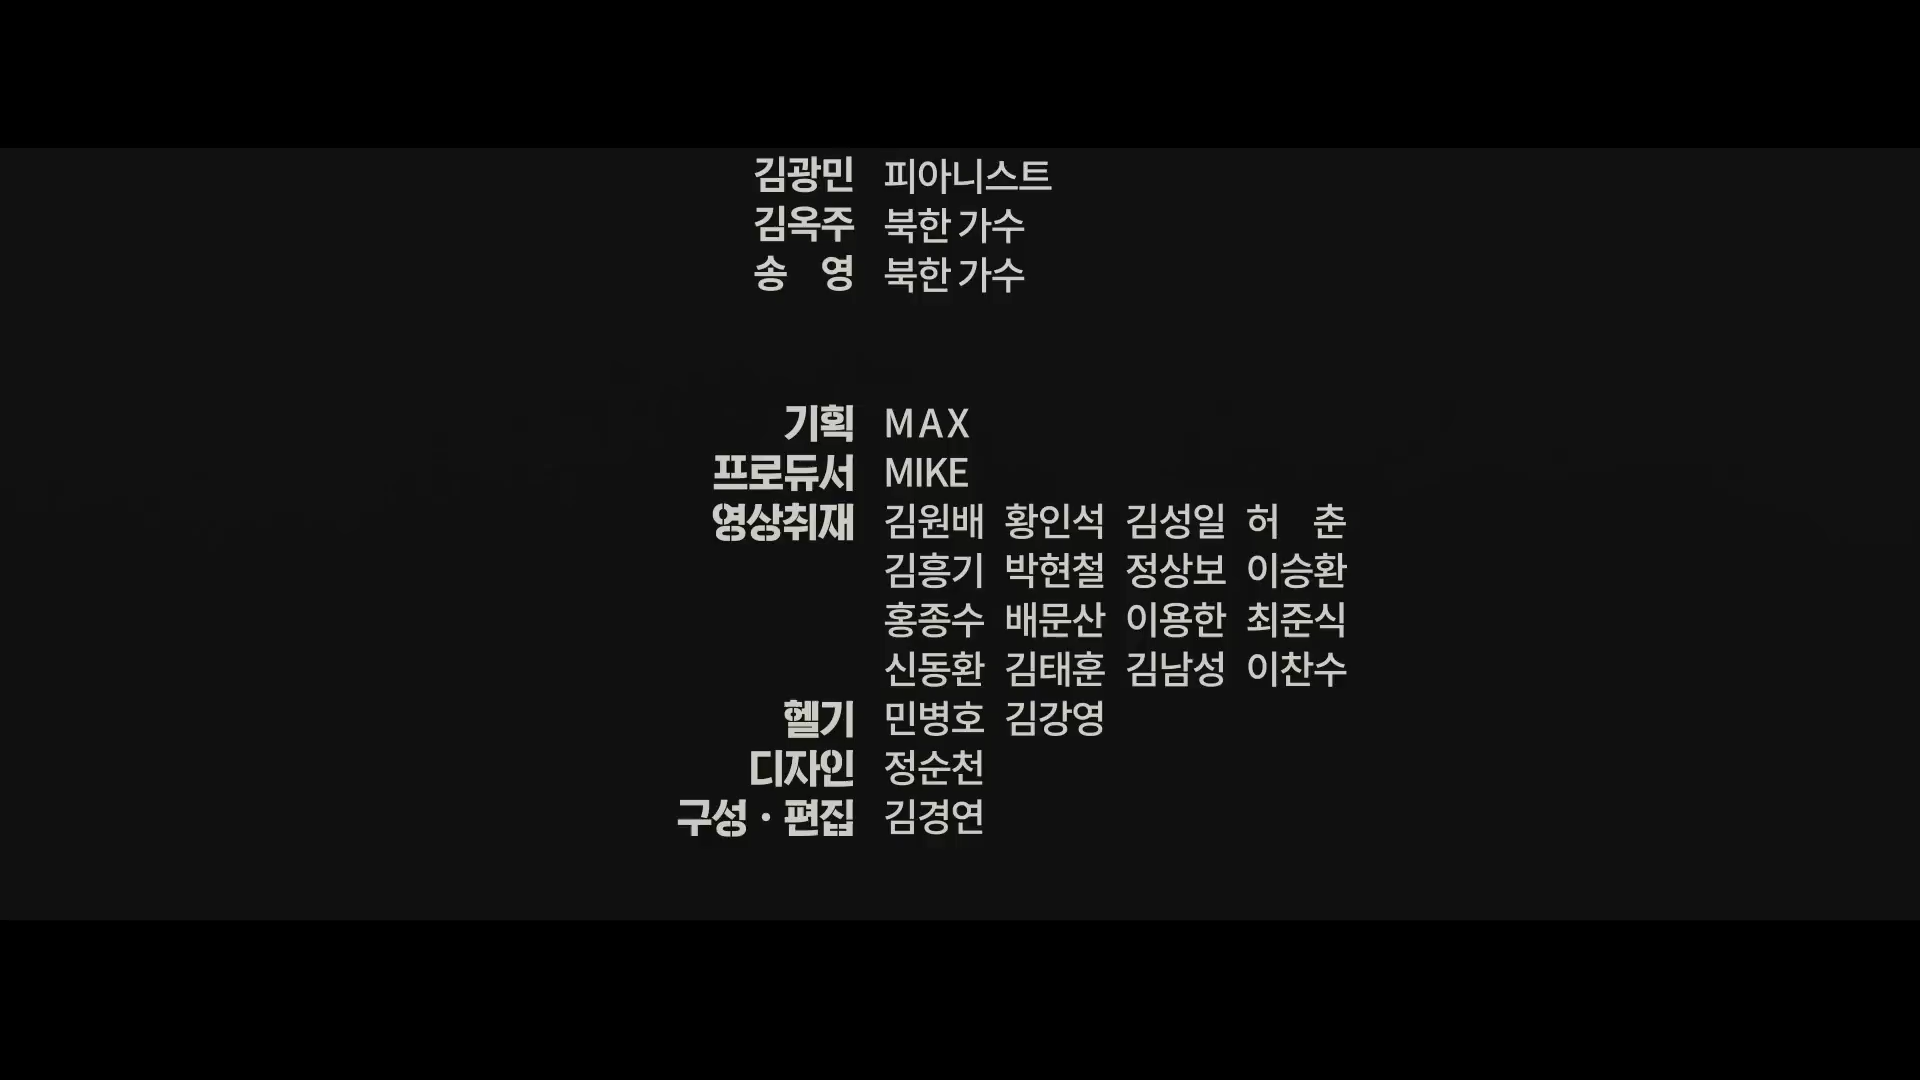 김광민 피아니스트
김옥주 북한 가수
송 영 북한 가수
기획 MAX
프로듀서 MIKE
영상취재 김원배 황인석 김성일 허 춘
김흥기 박현철 정상보 이승환
홍종수 배문산 이용한 최준식
신동환 김태훈 김남성 이찬수
헬기 민병호 김강영
디자인 정순천
구성·편집 김경연